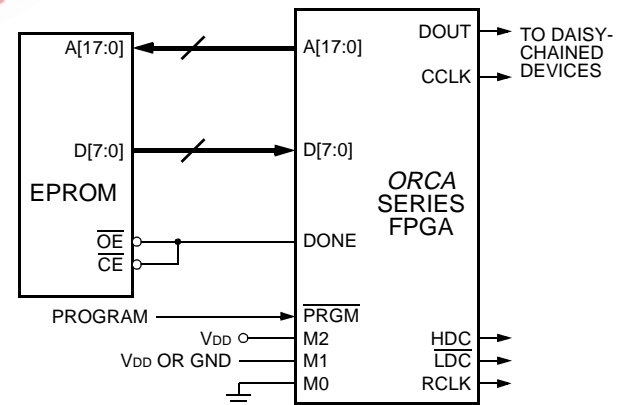 A[17:0]
A[17:0]
DOUT
TO DAISY-
CHAINED
DEVICES
CCLK
D[7:0]
D[7:0]
EPROM
ORCA
SERIES
FPGA
OE
CE
DONE
PROGRAM
PRGM
VDD
M2
HDC
VDD OR GND
M1
LDC
M0
RCLK